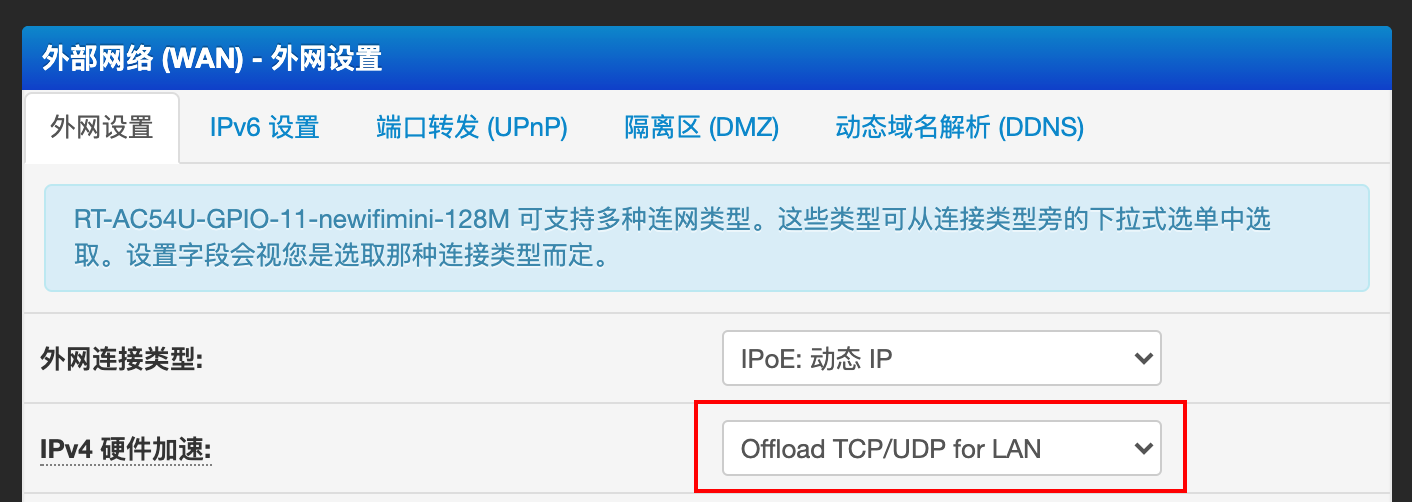 外部网络 (WAN) - 外网设置
外网设置 IPv6 设置 端口转发 (UPnP) 隔离区 (DMZ) 动态域名解析 (DDNS)
RT-AC54U-GPIO-11-newifimini-128M 可支持多种连网类型。这些类型可从连接类型旁的下拉式选单中选
取。设置字段会视您是选取那种连接类型而定。
外网连接类型: IPoE: 动态 IP
IPv4 硬件加速: Offload TCP/UDP for LAN